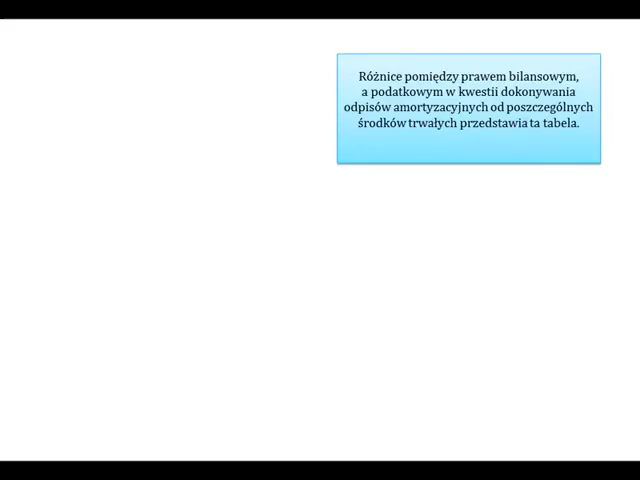 Różnice pomiędzy prawem bilansowym,
a podatkowym w kwestii dokonywania
odpisów amortyzacyjnych od poszczególnych
środków trwałych przedstawia ta tabela.